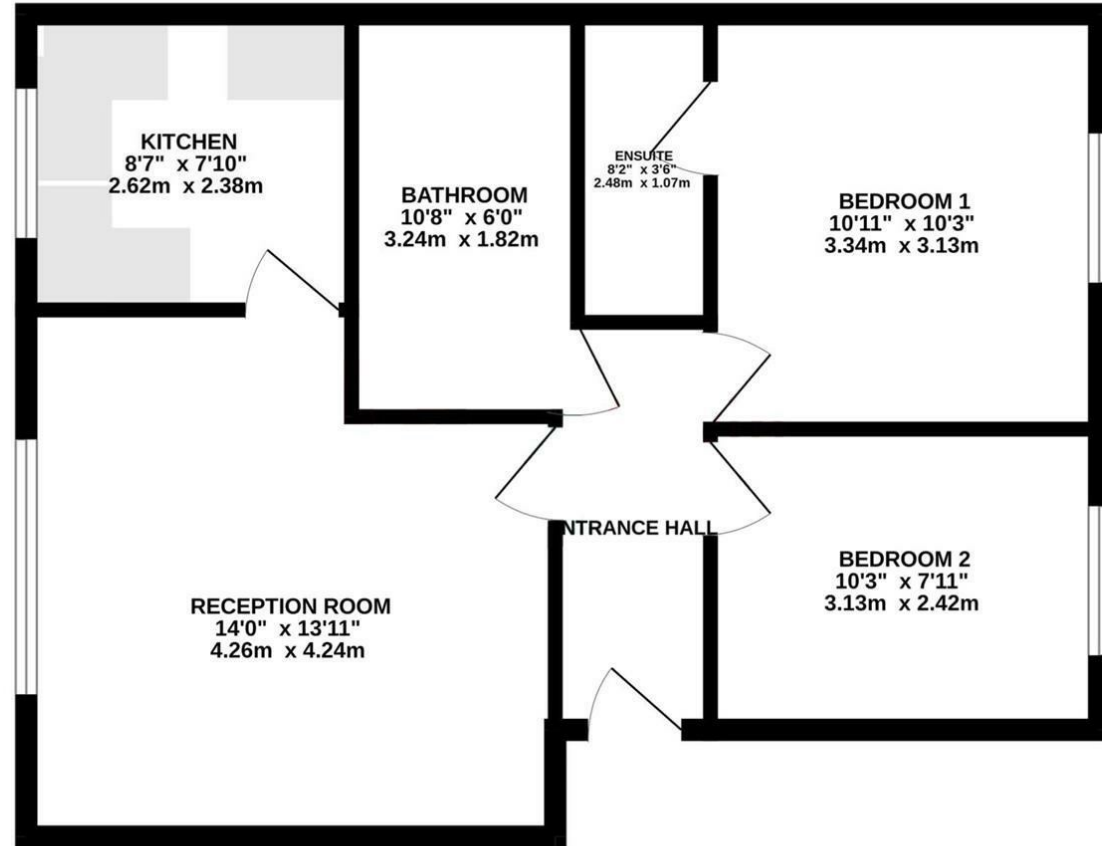 KITCHEN
8'7" x 7'10"
2.62m x 2.38m
BATHROOM
10'8" x 6'0"
3.24m x 1.82m
ENSUITE
8'2" x 3'6"
2.48m x 1.07m
BEDROOM 1
10'11" x 10'3"
3.34m x 3.13m
ENTRANCE HALL
BEDROOM 2
10'3" x 7'11"
3.13m x 2.42m
RECEPTION ROOM
14'0" x 13'11"
4.26m x 4.24m